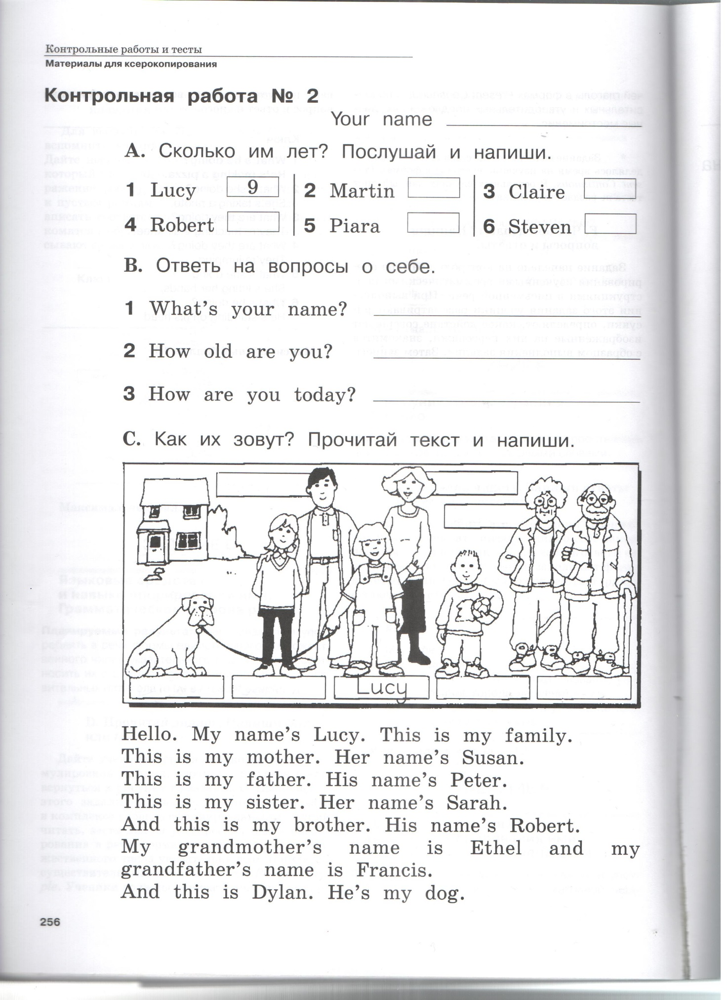 Контрольные работы и тесты
Материалы для ксерокопирования
Контрольная работа № 2
Your name
A. Сколько им лет? Послушай и напиши.
1 Lucy 9 2 Martin 3 Claire
4 Robert 5 Piara 6 Steven
B. Ответь на вопросы о себе.
1 What's your name?
2 How old are you?
3 How are you today?
C. Как их зовут? Прочитай текст и напиши.
Lucy
Hello. My name's Lucy. This is my family.
This is my mother. Her name's Susan.
This is my father. His name's Peter.
This is my sister. Her name's Sarah.
And this is my brother. His name's Robert.
My grandmother's name is Ethel and my
grandfather's name is Francis.
And this is Dylan. He's my dog.
256